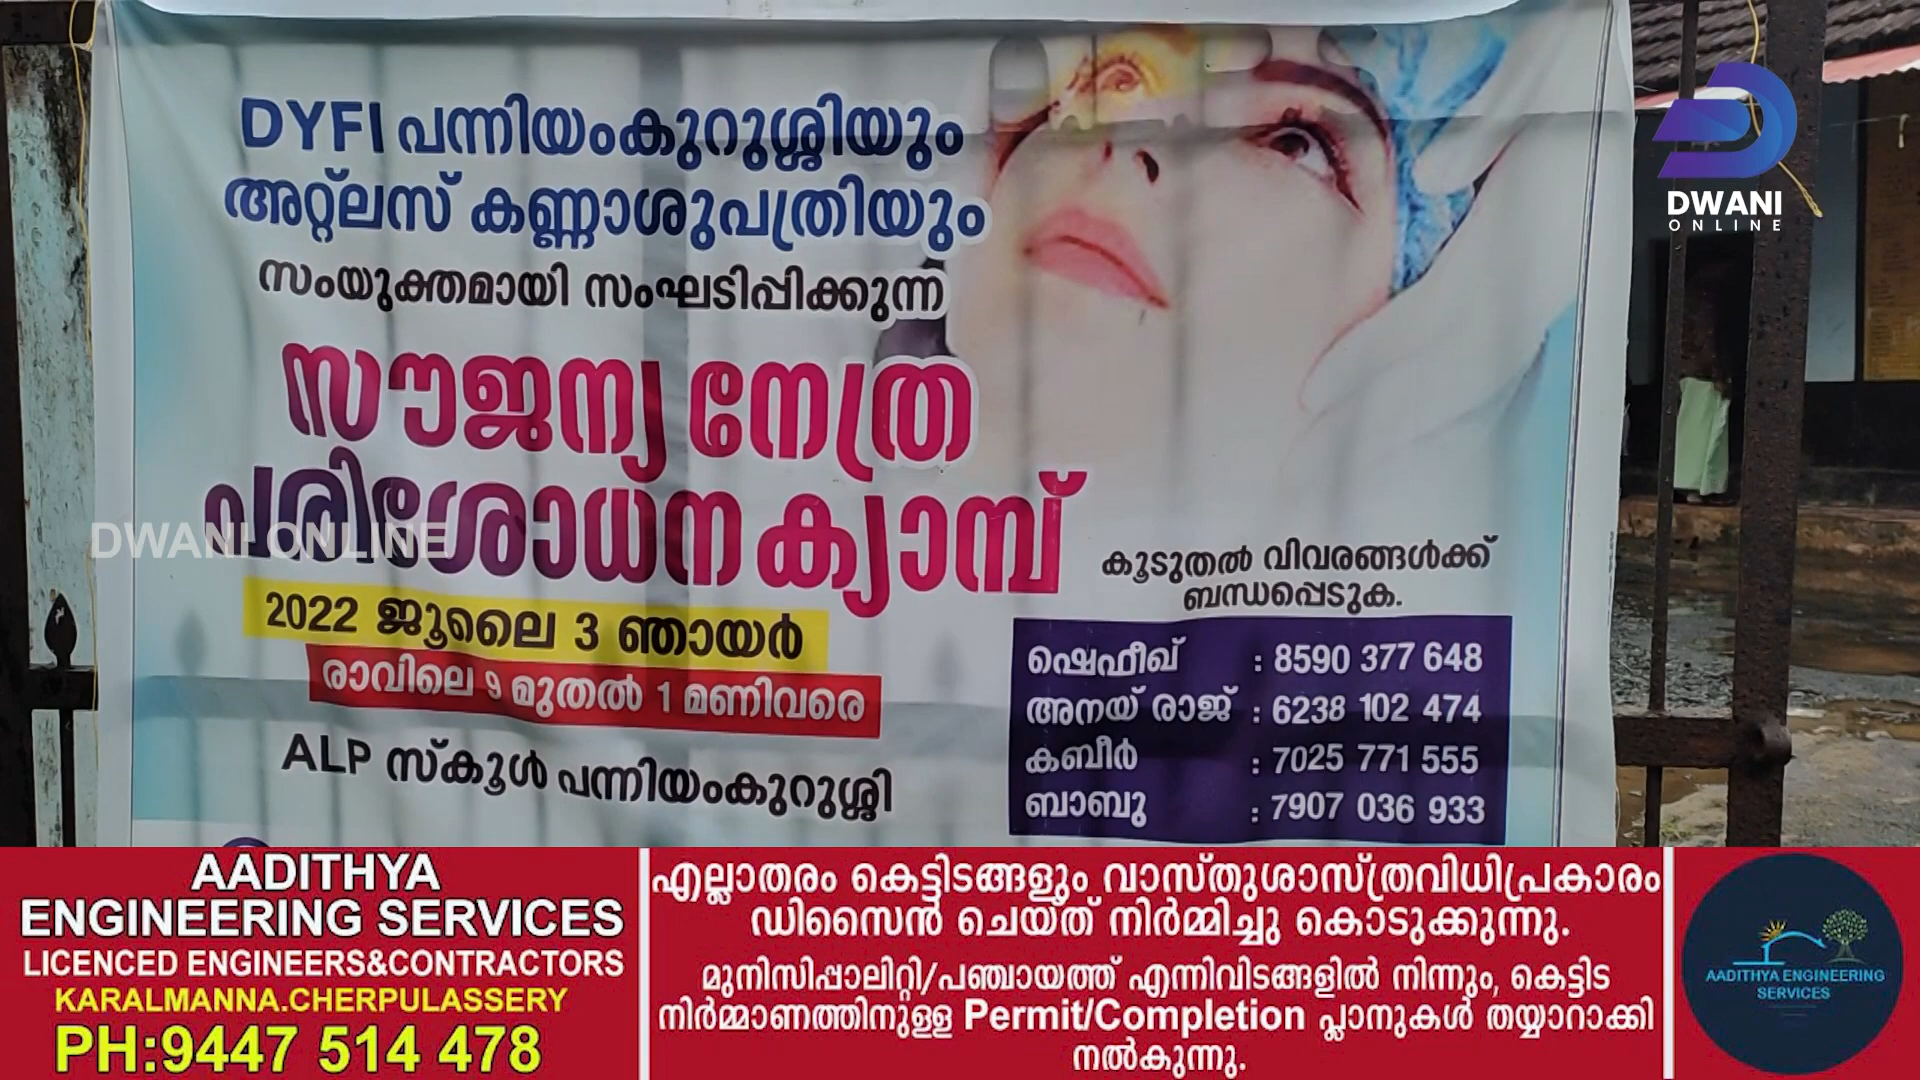 DYFI പന്നിയംകുറുശ്ശിയും
അറ്റ്ലസ് കണ്ണാശുപത്രിയും
സംയുക്തമായി സംഘടിപ്പിക്കുന്ന
സൗജന്യ നേത്ര
പരിശോധന ക്യാമ്പ്
2022 ജൂലൈ 3 ഞായർ
രാവിലെ 9 മുതൽ 1 മണിവരെ
ALP സ്കൂൾ പന്നിയംകുറുശ്ശി
കൂടുതൽ വിവരങ്ങൾക്ക്
ബന്ധപ്പെടുക.
ഷെഫീഖ് : 8590 377 648
അനയ് രാജ് : 6238 102 474
കബീർ : 7025 771 555
ബാബു : 7907 036 933
DWANI
ONLINE
DWANI ONLINE
AADITHYA
ENGINEERING SERVICES
LICENCED ENGINEERS&CONTRACTORS
KARALMANNA.CHERPULASSERY
PH:9447 514 478
എല്ലാതരം കെട്ടിടങ്ങളും വാസ്തുശാസ്ത്രവിധിപ്രകാരം
ഡിസൈൻ ചെയ്ത് നിർമ്മിച്ചു കൊടുക്കുന്നു.
മുനിസിപ്പാലിറ്റി/പഞ്ചായത്ത് എന്നിവിടങ്ങളിൽ നിന്നും, കെട്ടിട
നിർമ്മാണത്തിനുള്ള Permit/Completion പ്ലാനുകൾ തയ്യാറാക്കി
നൽകുന്നു.
AADITHYA ENGINEERING
SERVICES